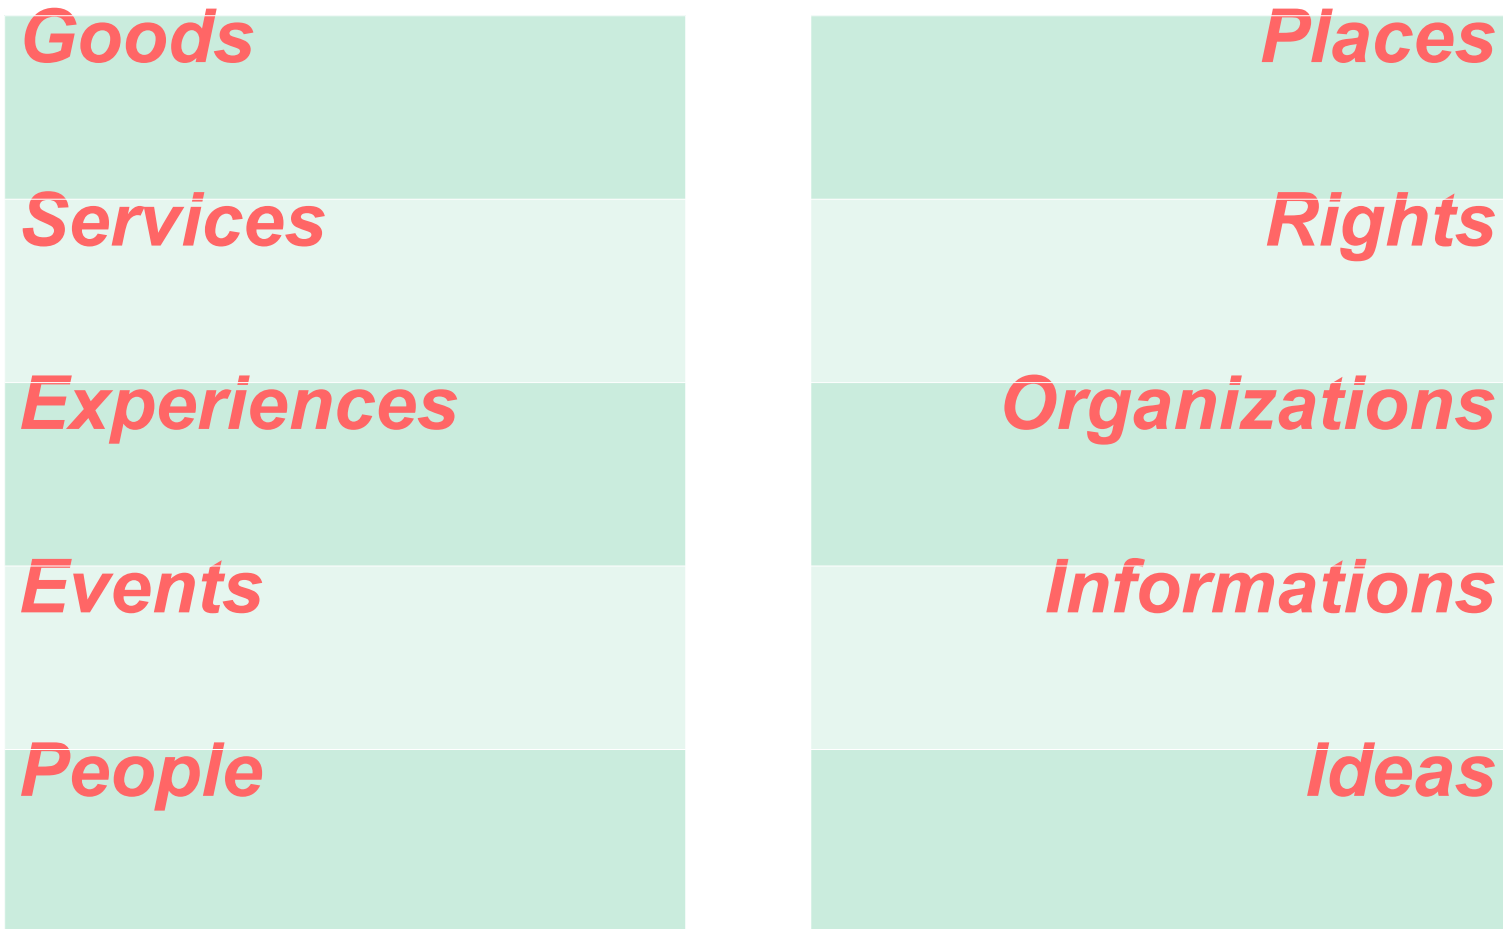 Goods
Services
Experiences
Events
People
Places
Rights
Organizations
Informations
Ideas